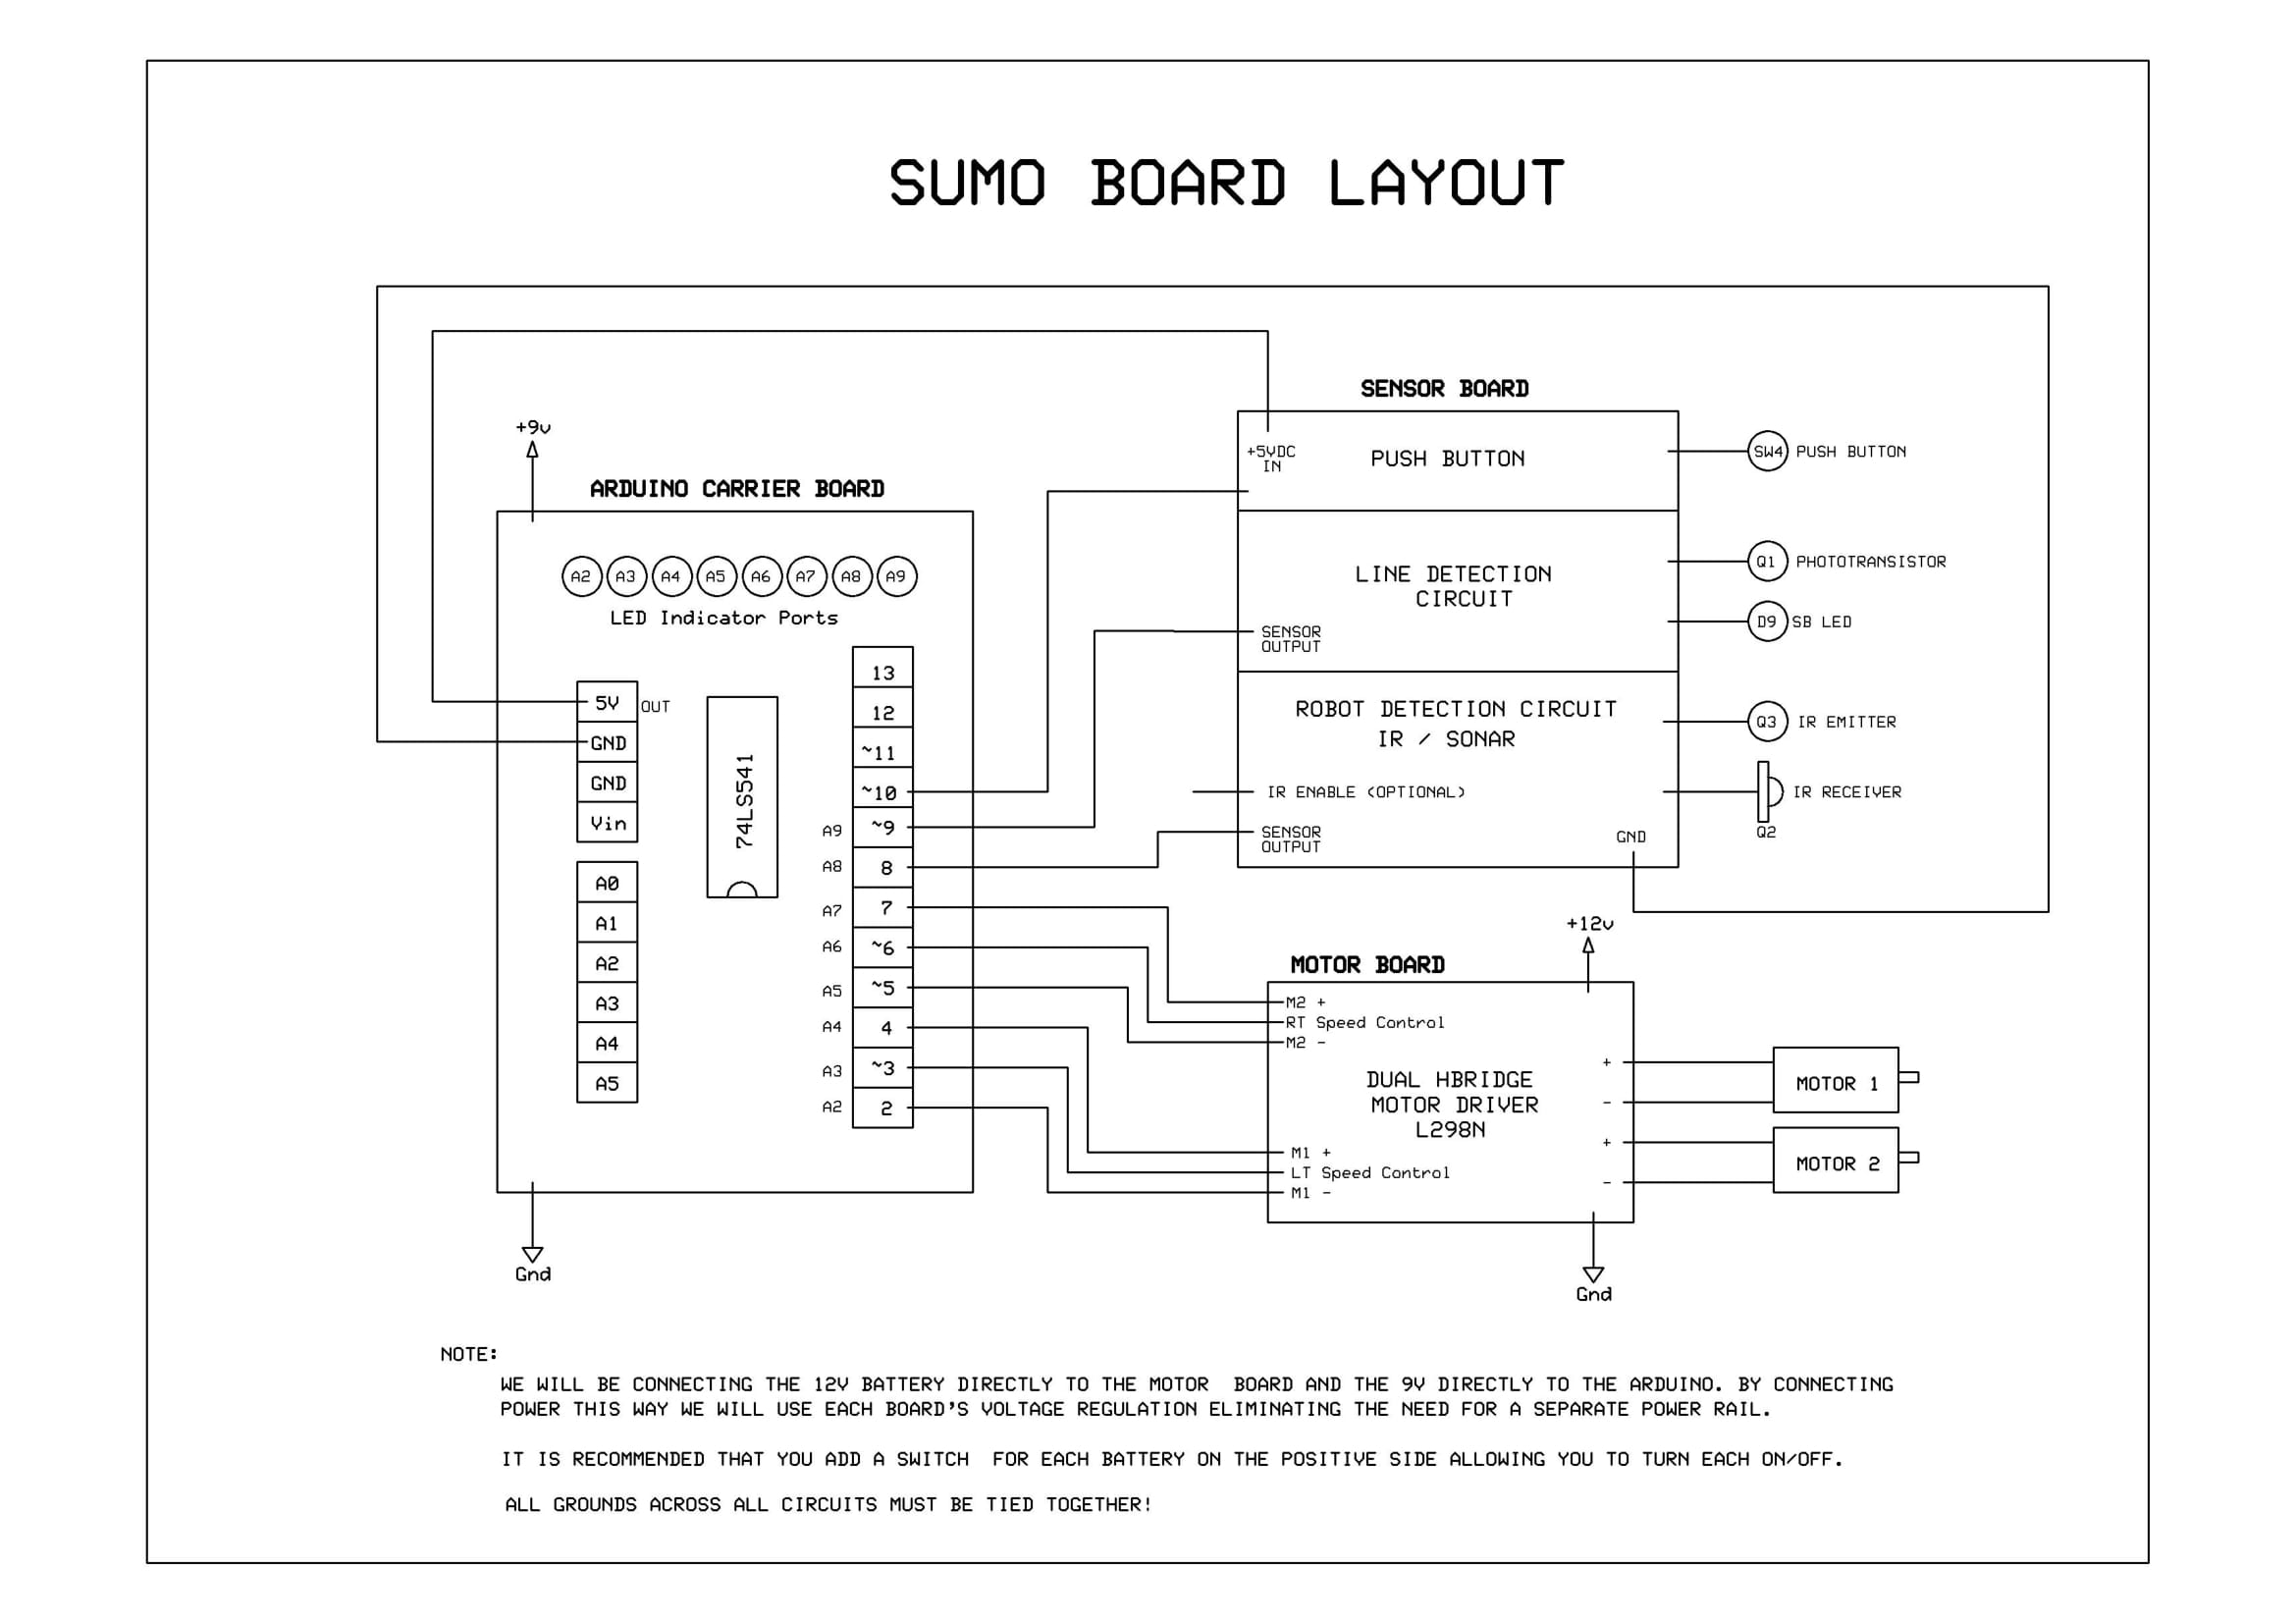 SUMO BOARD LAYOUT
SENSOR BOARD
+5VDC
IN
PUSH BUTTON
SW4 PUSH BUTTON
LINE DETECTION
CIRCUIT
Q1 PHOTOTRANSISTOR
D9 SB LED
SENSOR
OUTPUT
ROBOT DETECTION CIRCUIT
IR / SONAR
Q3 IR EMITTER
IR ENABLE (OPTIONAL)
IR RECEIVER
Q2
SENSOR
OUTPUT
GND
+9v
ARDUINO CARRIER BOARD
A2 A3 A4 A5 A6 A7 A8 A9
LED Indicator Ports
5V OUT
GND
GND
Vin
A0
A1
A2
A3
A4
A5
74LS541
13
12
~11
~10
A9 ~9
A8 8
A7 7
A6 ~6
A5 ~5
A4 4
A3 ~3
A2 2
Gnd
+12v
MOTOR BOARD
M2 +
RT Speed Control
M2 -
DUAL HBRIDGE
MOTOR DRIVER
L298N
M1 +
LT Speed Control
M1 -
+
-
+
-
MOTOR 1
MOTOR 2
Gnd
NOTE:
WE WILL BE CONNECTING THE 12V BATTERY DIRECTLY TO THE MOTOR BOARD AND THE 9V DIRECTLY TO THE ARDUINO. BY CONNECTING
POWER THIS WAY WE WILL USE EACH BOARD'S VOLTAGE REGULATION ELIMINATING THE NEED FOR A SEPARATE POWER RAIL.
IT IS RECOMMENDED THAT YOU ADD A SWITCH FOR EACH BATTERY ON THE POSITIVE SIDE ALLOWING YOU TO TURN EACH ON/OFF.
ALL GROUNDS ACROSS ALL CIRCUITS MUST BE TIED TOGETHER!